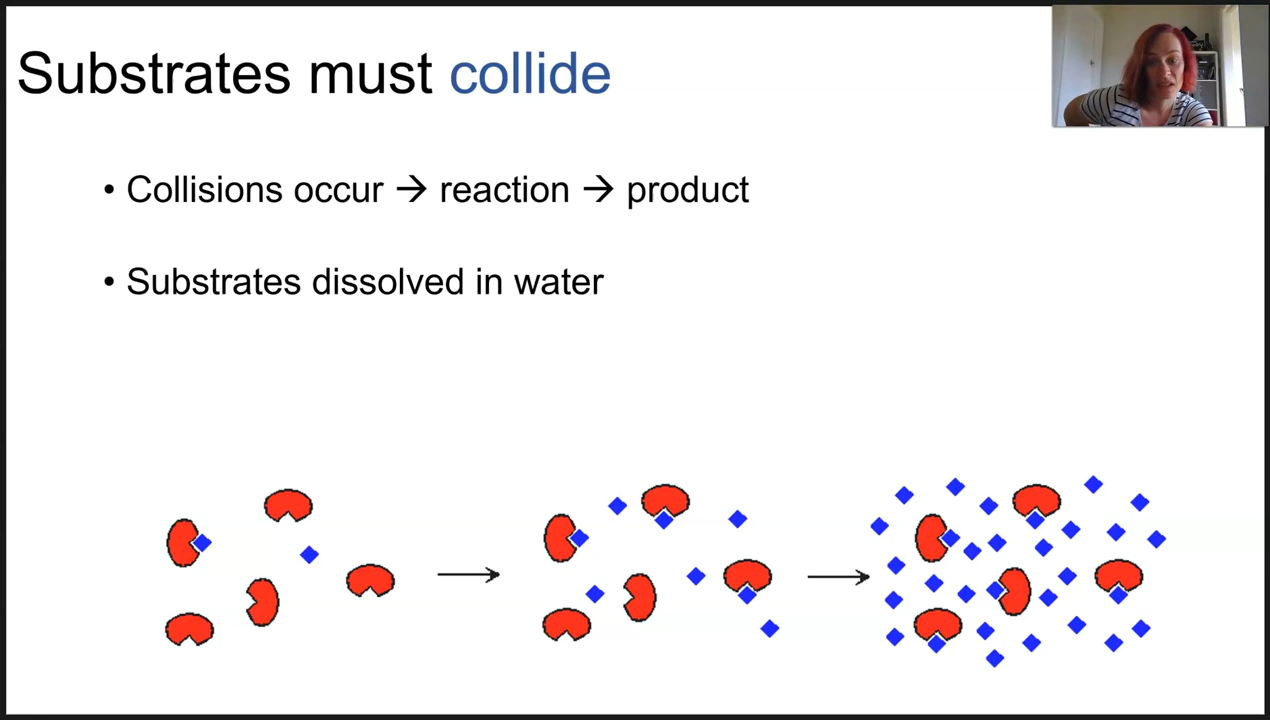 Substrates must collide
• Collisions occur → reaction → product
• Substrates dissolved in water